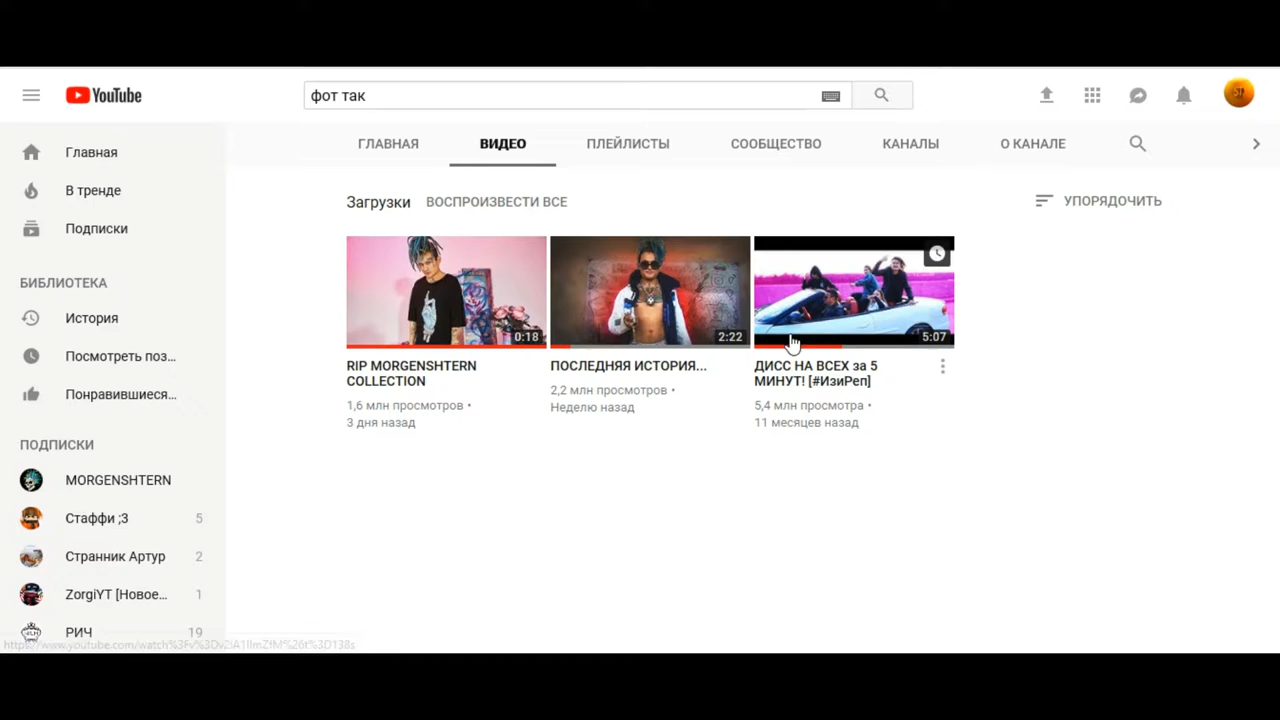 YouTube
фот так
ГЛАВНАЯ
ВИДЕО
ПЛЕЙЛИСТЫ
СООБЩЕСТВО
КАНАЛЫ
О КАНАЛЕ
Главная
В тренде
Подписки
БИБЛИОТЕКА
История
Посмотреть поз...
Понравившиеся...
ПОДПИСКИ
MORGENSHTERN
Стаффи ;3 5
Странник Артур 2
ZorgiYT [Новое... 1
РИЧ 19
Загрузки ВОСПРОИЗВЕСТИ ВСЕ
УПОРЯДОЧИТЬ
0:18
RIP MORGENSHTERN
COLLECTION
1,6 млн просмотров •
3 дня назад
2:22
ПОСЛЕДНЯЯ ИСТОРИЯ...
2,2 млн просмотров •
Неделю назад
5:07
ДИСС НА ВСЕХ за 5
МИНУТ! [#ИзиРеп]
5,4 млн просмотра •
11 месяцев назад